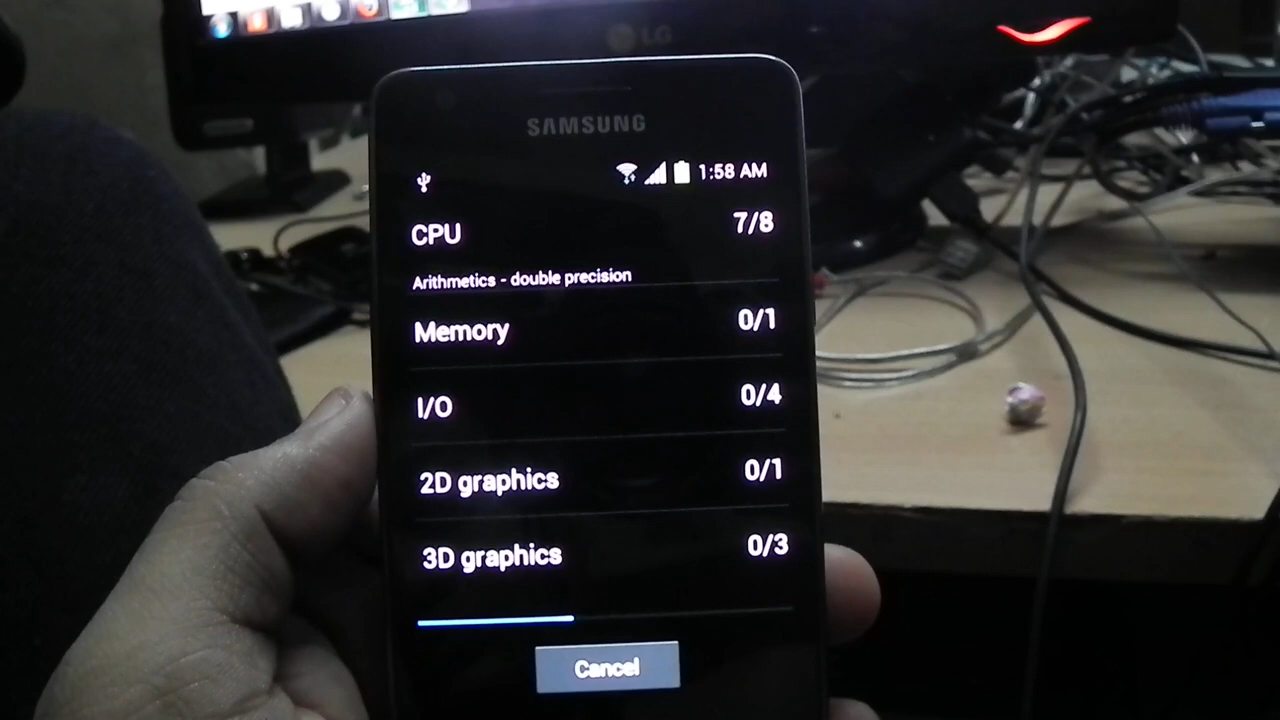 LG
SAMSUNG
1:58 AM
CPU 7/8
Arithmetics - double precision
Memory 0/1
I/O 0/4
2D graphics 0/1
3D graphics 0/3
Cancel